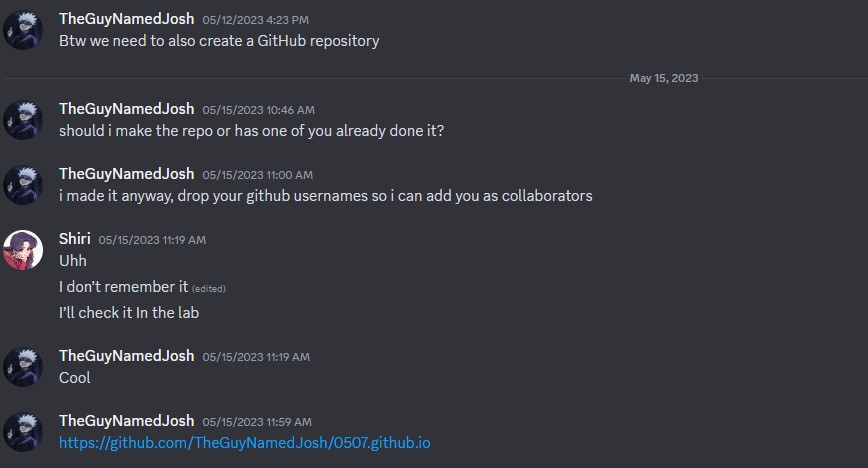 TheGuyNamedJosh 05/12/2023 4:23 PM
Btw we need to also create a GitHub repository
May 15, 2023
TheGuyNamedJosh 05/15/2023 10:46 AM
should i make the repo or has one of you already done it?
TheGuyNamedJosh 05/15/2023 11:00 AM
i made it anyway, drop your github usernames so i can add you as collaborators
Shiri 05/15/2023 11:19 AM
Uhh
I don't remember it (edited)
I'll check it In the lab
TheGuyNamedJosh 05/15/2023 11:19 AM
Cool
TheGuyNamedJosh 05/15/2023 11:59 AM
https://github.com/TheGuyNamedJosh/0507.github.io